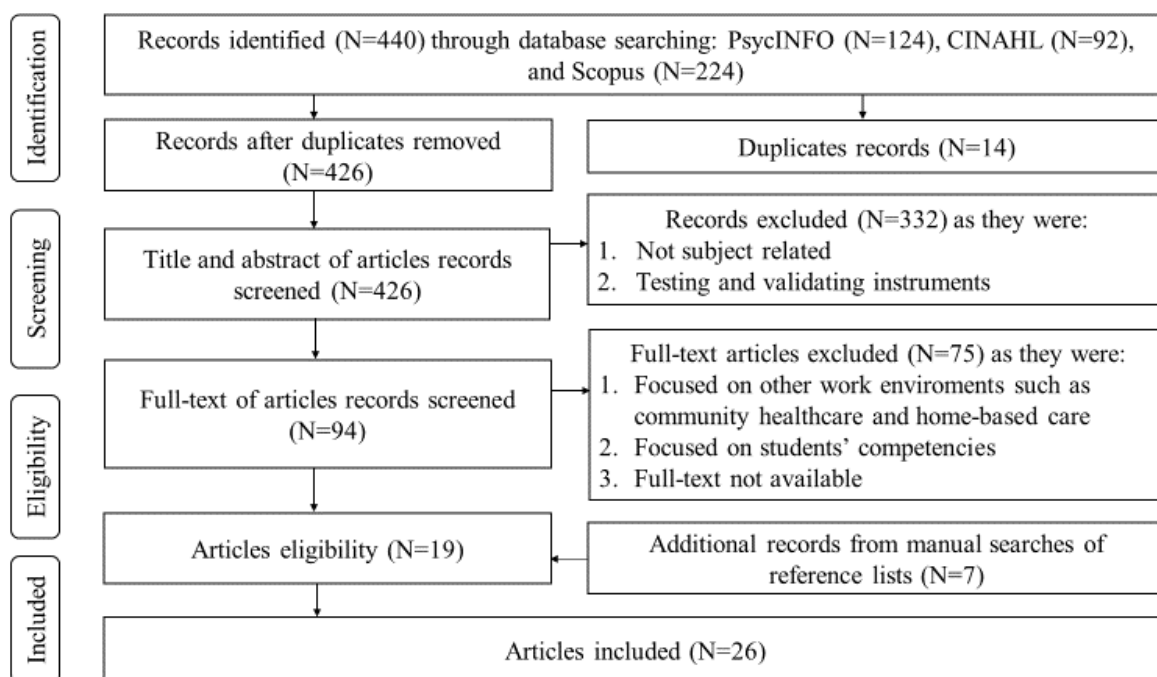 Identification
Records identified (N=440) through database searching: PsycINFO (N=124), CINAHL (N=92),
and Scopus (N=224)
Records after duplicates removed
(N=426)
Duplicates records (N=14)
Screening
Title and abstract of articles records
screened (N=426)
Records excluded (N=332) as they were:
1. Not subject related
2. Testing and validating instruments
Eligibility
Full-text of articles records screened
(N=94)
Full-text articles excluded (N=75) as they were:
1. Focused on other work enviroments such as
community healthcare and home-based care
2. Focused on students’ competencies
3. Full-text not available
Articles eligibility (N=19)
Additional records from manual searches of
reference lists (N=7)
Included
Articles included (N=26)